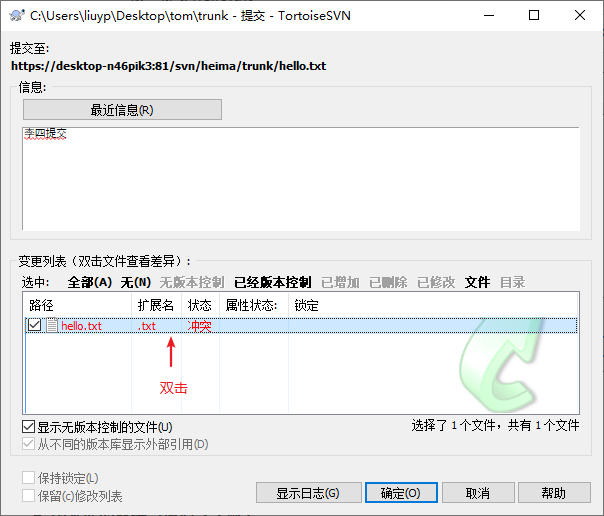 C:\Users\liuyp\Desktop\tom\trunk - 提交 - TortoiseSVN
提交至:
https://desktop-n46pik3:81/svn/heima/trunk/hello.txt
信息:
最近信息(R)
李四提交
变更列表（双击文件查看差异）:
选中: 全部(A) 无(N) 无版本控制 已经版本控制 已增加 已删除 已修改 文件 目录
路径 扩展名 状态 属性状态: 锁定
hello.txt .txt 冲突
双击
显示无版本控制的文件(U) 选择了 1 个文件，共有 1 个文件
从不同的版本库显示外部引用(D)
保持锁定(L)
保留(c)修改列表
显示日志(G) 确定(O) 取消 帮助